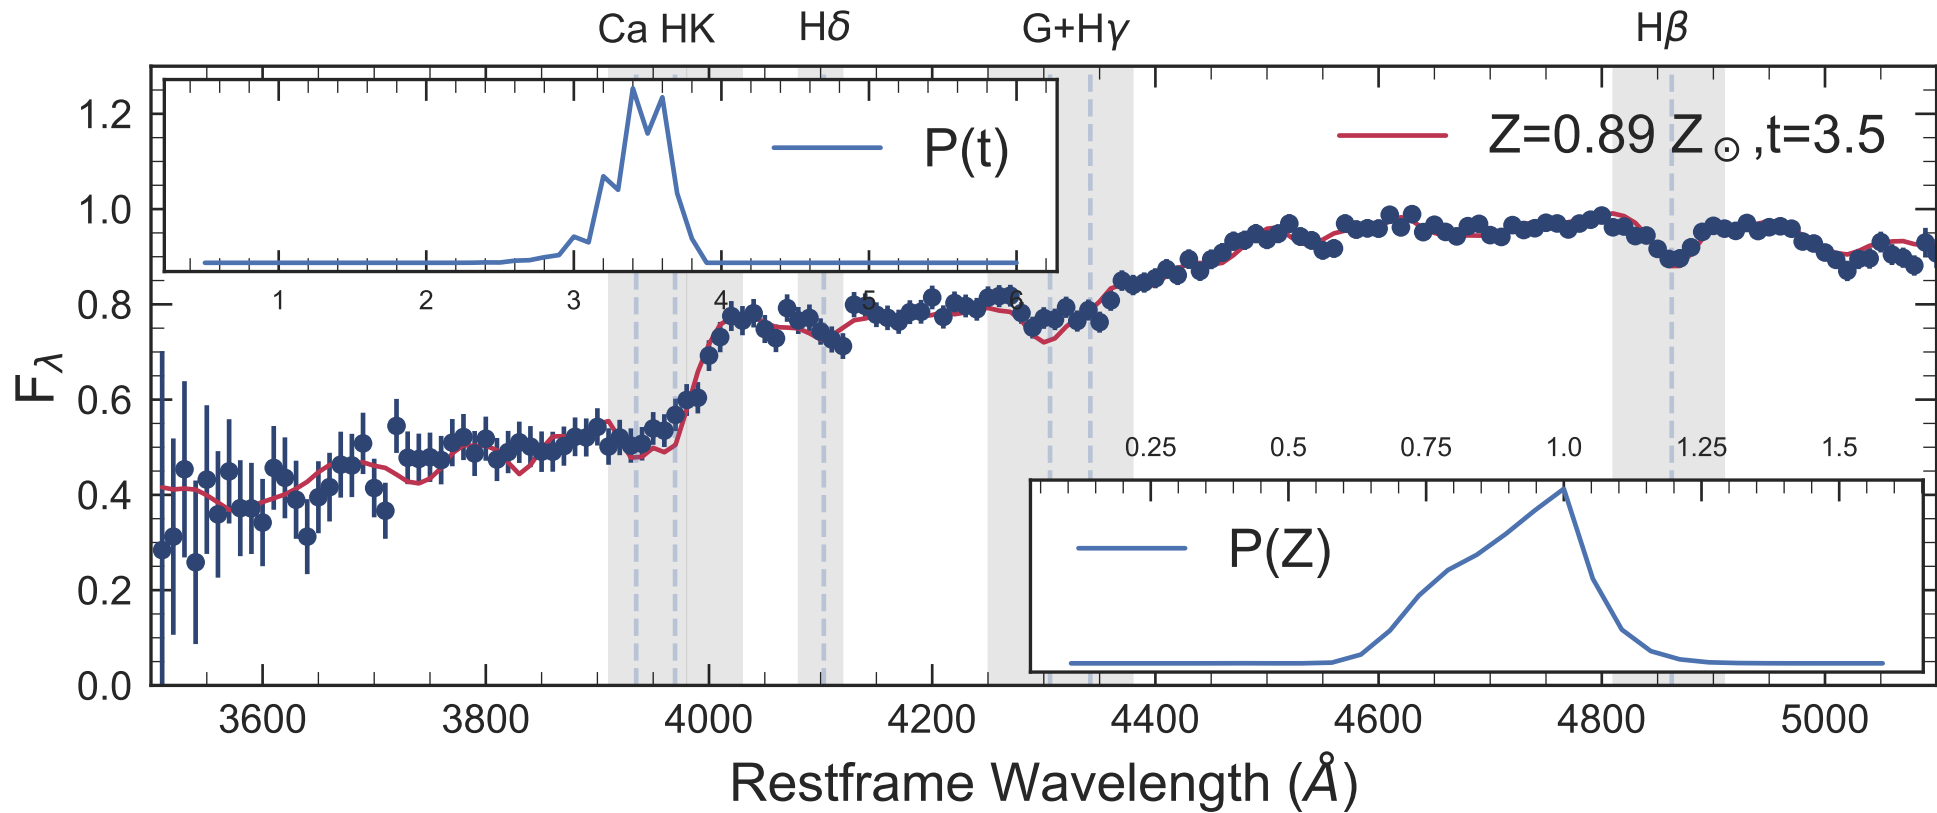 Ca HK Hδ G+Hγ Hβ
1.2
1.0
0.8
0.6
0.4
0.2
0.0
F λ
P(t)
1 2 3 4 5 6
Z=0.89 Z⊙,t=3.5
0.25 0.5 0.75 1.0 1.25 1.5
P(Z)
3600 3800 4000 4200 4400 4600 4800 5000
Restframe Wavelength (Å)